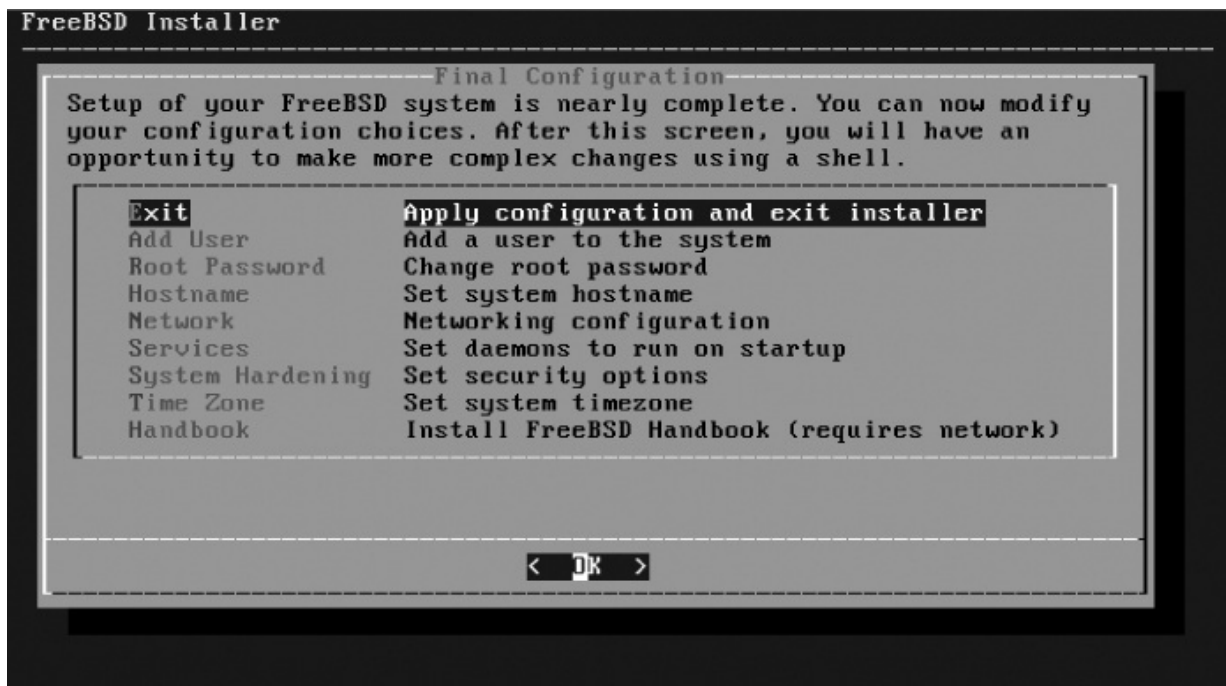 FreeBSD Installer
Final Configuration
Setup of your FreeBSD system is nearly complete. You can now modify
your configuration choices. After this screen, you will have an
opportunity to make more complex changes using a shell.
Exit Apply configuration and exit installer
Add User Add a user to the system
Root Password Change root password
Hostname Set system hostname
Network Networking configuration
Services Set daemons to run on startup
System Hardening Set security options
Time Zone Set system timezone
Handbook Install FreeBSD Handbook (requires network)
< OK >